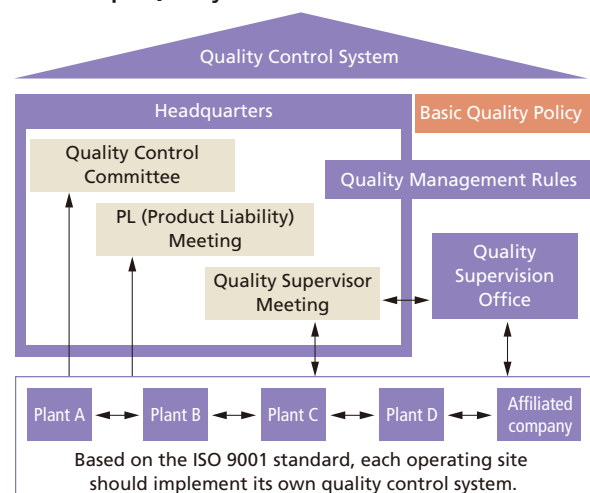 Quality Control System
Headquarters
Basic Quality Policy
Quality Control
Committee
Quality Management Rules
PL (Product Liability)
Meeting
Quality Supervisor
Meeting
Quality
Supervision
Office
Plant A
Plant B
Plant C
Plant D
Affiliated
company
Based on the ISO 9001 standard, each operating site
should implement its own quality control system.